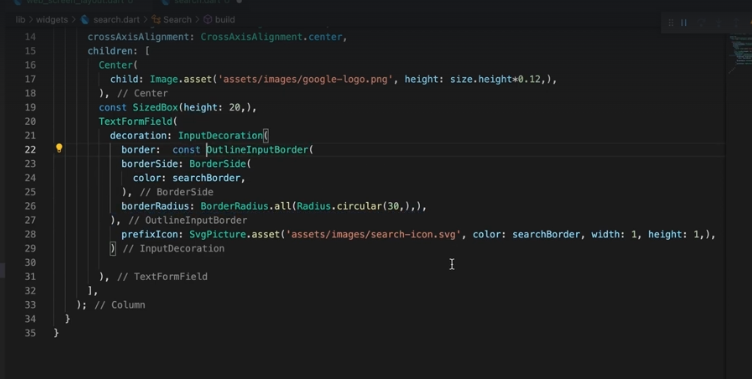 lib > widgets > search.dart > Search > build
14 crossAxisAlignment: CrossAxisAlignment.center,
15 children: [
16 Center(
17 child: Image.asset('assets/images/google-logo.png', height: size.height*0.12,),
18 ), // Center
19 const SizedBox(height: 20,),
20 TextFormField(
21 decoration: InputDecoration(
22 border:  const OutlineInputBorder(
23 borderSide: BorderSide(
24 color: searchBorder,
25 ), // BorderSide
26 borderRadius: BorderRadius.all(Radius.circular(30,),),
27 ), // OutlineInputBorder
28 prefixIcon: SvgPicture.asset('assets/images/search-icon.svg', color: searchBorder, width: 1, height: 1,),
29 ) // InputDecoration
30
31 ), // TextFormField
32 ],
33 ); // Column
34 }
35 }